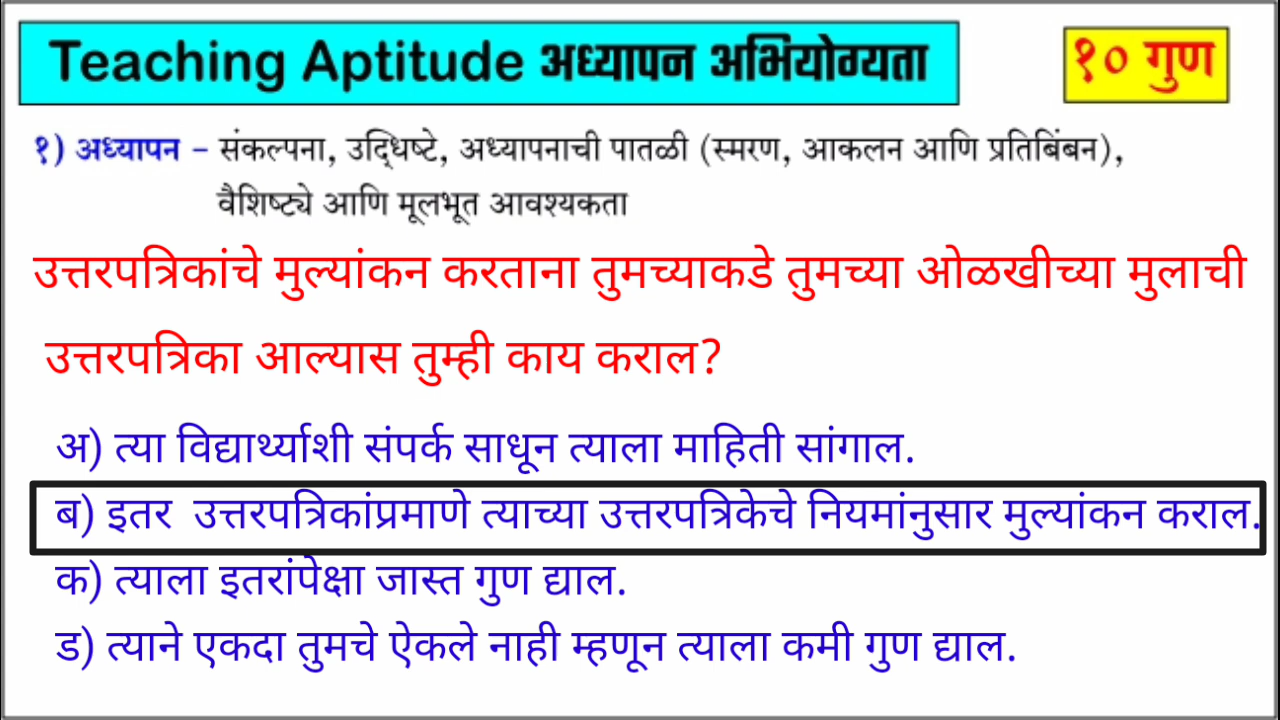 Teaching Aptitude अध्यापन अभियोग्यता
१० गुण
१) अध्यापन – संकल्पना, उद्धिष्टे, अध्यापनाची पातळी (स्मरण, आकलन आणि प्रतिबिंबन),
वैशिष्ट्ये आणि मूलभूत आवश्यकता
उत्तरपत्रिकांचे मुल्यांकन करताना तुमच्याकडे तुमच्या ओळखीच्या मुलाची
उत्तरपत्रिका आल्यास तुम्ही काय कराल?
अ) त्या विद्यार्थ्याशी संपर्क साधून त्याला माहिती सांगाल.
ब) इतर उत्तरपत्रिकांप्रमाणे त्याच्या उत्तरपत्रिकेचे नियमांनुसार मुल्यांकन कराल.
क) त्याला इतरांपेक्षा जास्त गुण द्याल.
ड) त्याने एकदा तुमचे ऐकले नाही म्हणून त्याला कमी गुण द्याल.